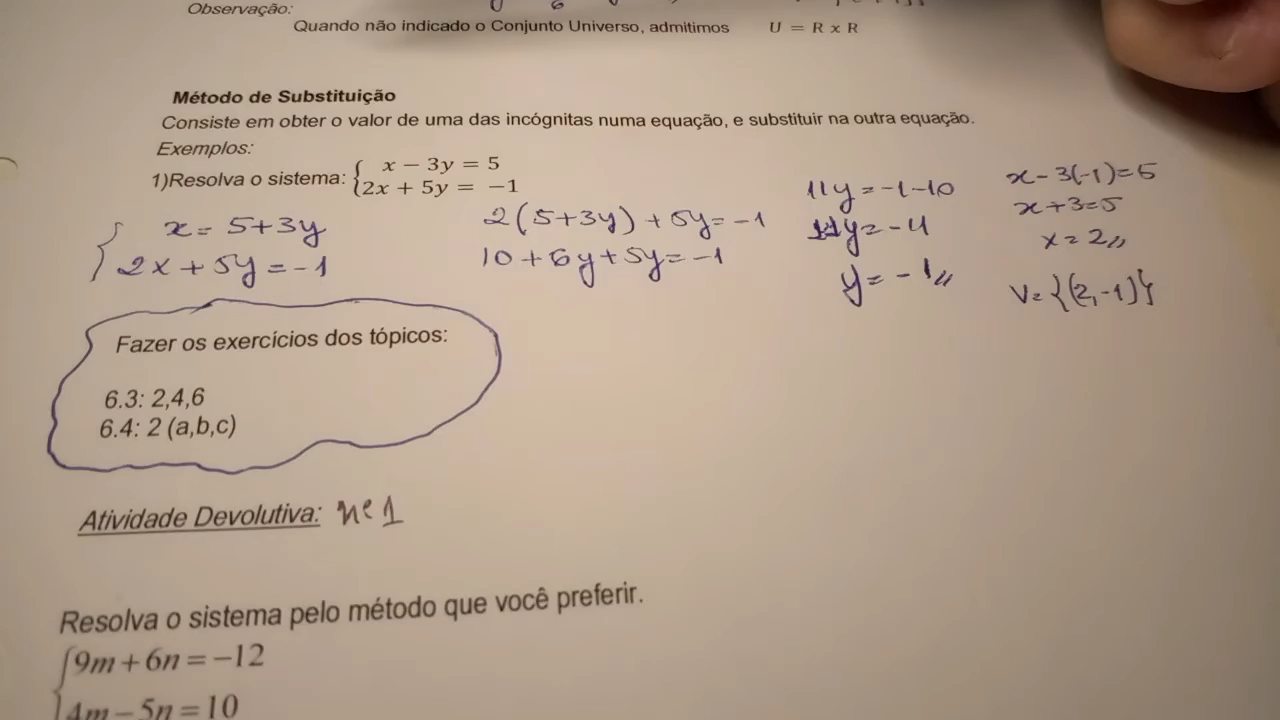 Observação:
Quando não indicado o Conjunto Universo, admitimos U = R x R
Método de Substituição
Consiste em obter o valor de uma das incógnitas numa equação, e substituir na outra equação.
Exemplos:
1)Resolva o sistema: { x − 3y = 5
2x + 5y = −1
{ x = 5+3y
2x + 5y = -1
2(5+3y) + 5y = -1
10 + 6y + 5y = -1
11y = -1-10
11y = -11
y = -1//
x - 3(-1) = 5
x + 3 = 5
x = 2//
V = {(2,-1)}
Fazer os exercícios dos tópicos:
6.3: 2,4,6
6.4: 2 (a,b,c)
Atividade Devolutiva: nº 1
Resolva o sistema pelo método que você preferir.
{ 9m + 6n = −12
4m − 5n = 10